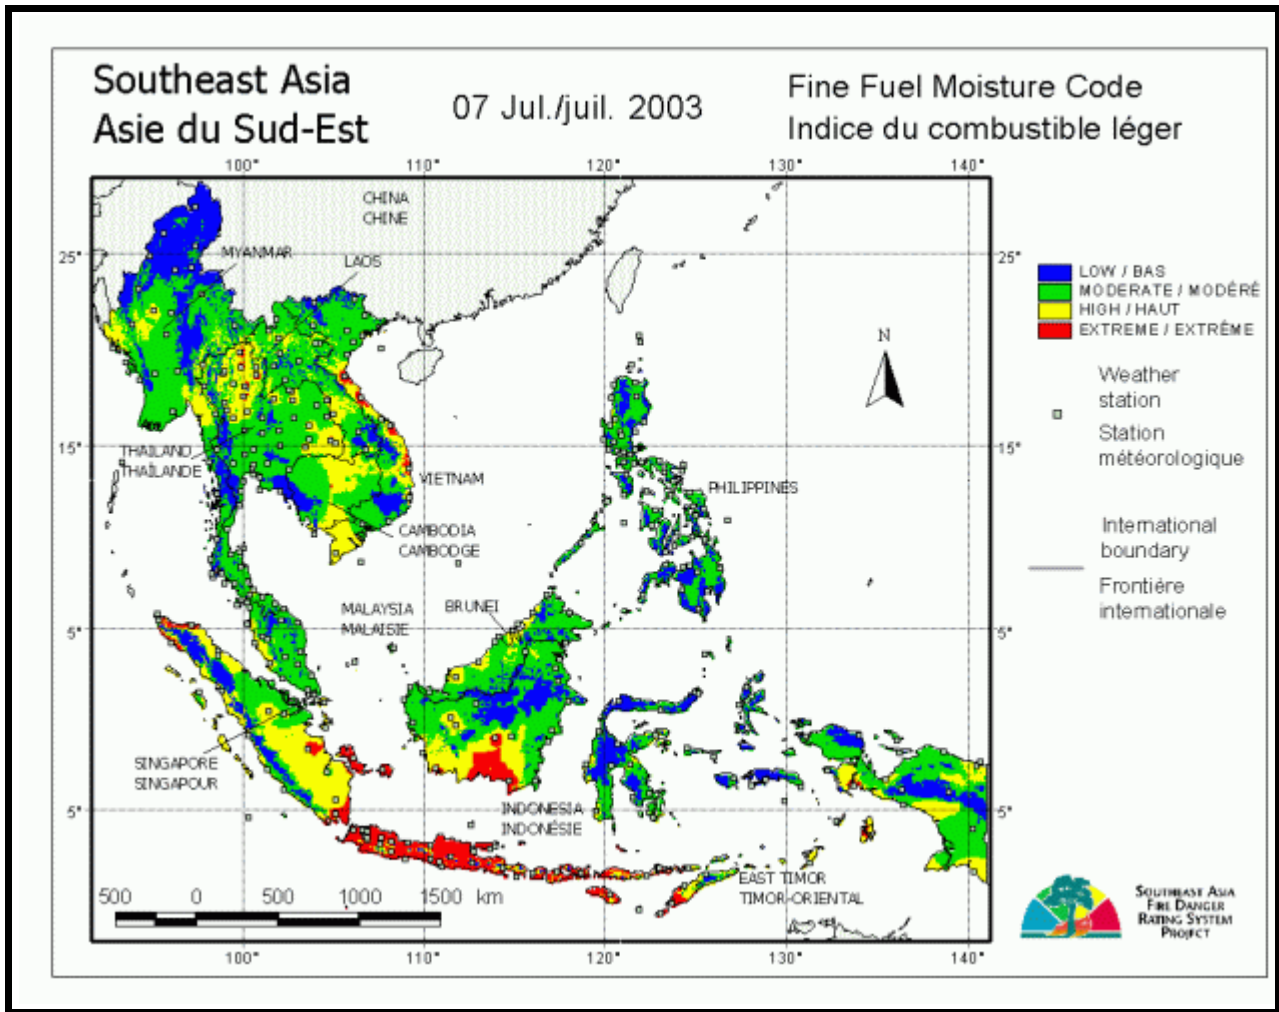 Southeast Asia
Asie du Sud-Est
07 Jul./juil. 2003
Fine Fuel Moisture Code
Indice du combustible léger
100° 110° 120° 130° 140°
CHINA
CHINE
MYANMAR
LAOS
25° 25°
LOW / BAS
MODERATE / MODÉRÉ
HIGH / HAUT
EXTREME / EXTRÊME
N
Weather
station
Station
météorologique
15° 15°
THAILAND
THAÏLANDE
VIETNAM
PHILIPPINES
CAMBODIA
CAMBODGE
International
boundary
Frontière
internationale
MALAYSIA
MALAISIE
BRUNEI
5° 5°
SINGAPORE
SINGAPOUR
INDONESIA
INDONÉSIE
5° 5°
EAST TIMOR
TIMOR-ORIENTAL
500 0 500 1000 1500 km
100° 110° 120° 130° 140°
SOUTHEAST ASIA
FIRE DANGER
RATING SYSTEM
PROJECT